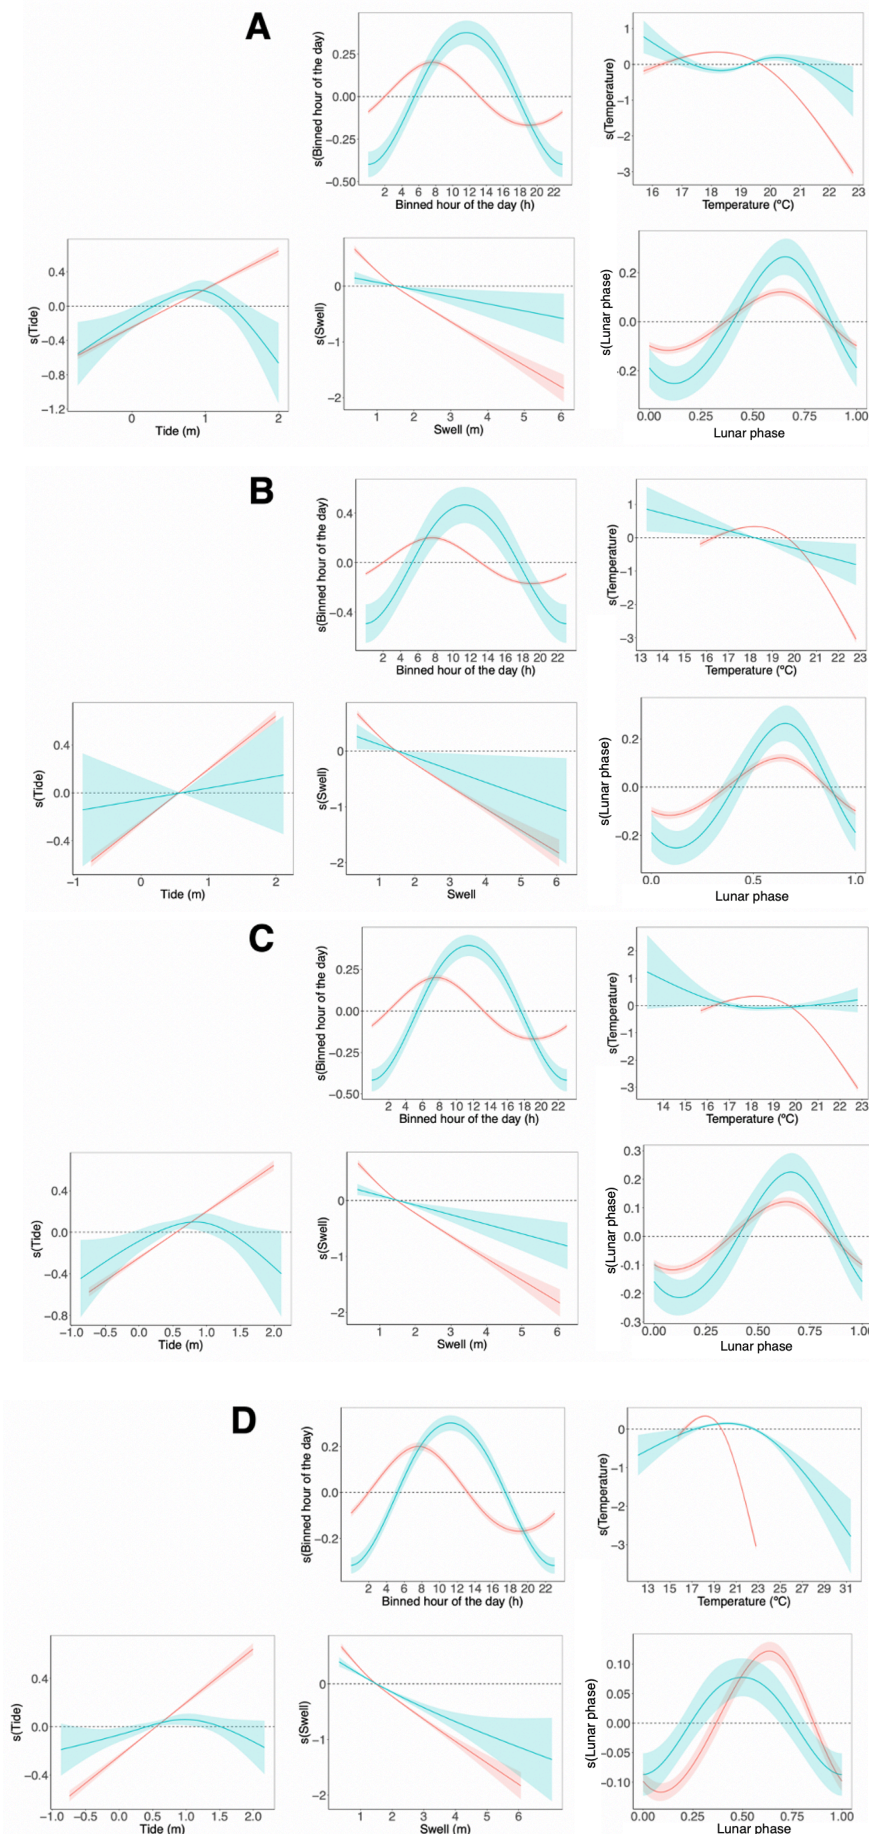 A
s(Binned hour of the day)
0.25
0.00
−0.25
−0.50
2 4 6 8 10 12 14 16 18 20 22
Binned hour of the day (h)
s(Temperature)
1
0
−1
−2
−3
16 17 18 19 20 21 22 23
Temperature (ºC)
s(Tide)
0.4
0.0
−0.4
−0.8
−1.2
0 1 2
Tide (m)
s(Swell)
0
−1
−2
1 2 3 4 5 6
Swell (m)
s(Lunar phase)
0.2
0.0
-0.2
0.00 0.25 0.50 0.75 1.00
Lunar phase
B
s(Binned hour of the day)
0.4
0.0
−0.4
2 4 6 8 10 12 14 16 18 20 22
Binned hour of the day (h)
s(Temperature)
1
0
−1
−2
−3
13 14 15 16 17 18 19 20 21 22 23
Temperature (ºC)
s(Tide)
0.4
0.0
−0.4
−1 0 1 2
Tide (m)
s(Swell)
0
−1
−2
1 2 3 4 5 6
Swell
s(Lunar phase)
0.2
0.0
−0.2
0.0 0.5 1.0
Lunar phase
C
s(Binned hour of the day)
0.25
0.00
−0.25
−0.50
2 4 6 8 10 12 14 16 18 20 22
Binned hour of the day (h)
s(Temperature)
2
1
0
−1
−2
−3
14 15 16 17 18 19 20 21 22 23
Temperature (ºC)
s(Tide)
0.4
0.0
−0.4
−0.8
−1.0 −0.5 0.0 0.5 1.0 1.5 2.0
Tide (m)
s(Swell)
0
−1
−2
1 2 3 4 5 6
Swell (m)
s(Lunar phase)
0.3
0.2
0.1
0.0
-0.1
-0.2
-0.3
0.00 0.25 0.50 0.75 1.00
Lunar phase
D
s(Binned hour of the day)
0.2
0.0
−0.2
2 4 6 8 10 12 14 16 18 20 22
Binned hour of the day (h)
s(Temperature)
0
−1
−2
−3
13 15 17 19 21 23 25 27 29 31
Temperature (ºC)
s(Tide)
0.4
0.0
−0.4
−1.0 −0.5 0.0 0.5 1.0 1.5 2.0
Tide (m)
s(Swell)
0
−1
−2
1 2 3 4 5 6
Swell (m)
s(Lunar phase)
0.10
0.05
0.00
−0.05
−0.10
0.00 0.25 0.50 0.75 1.00
Lunar phase